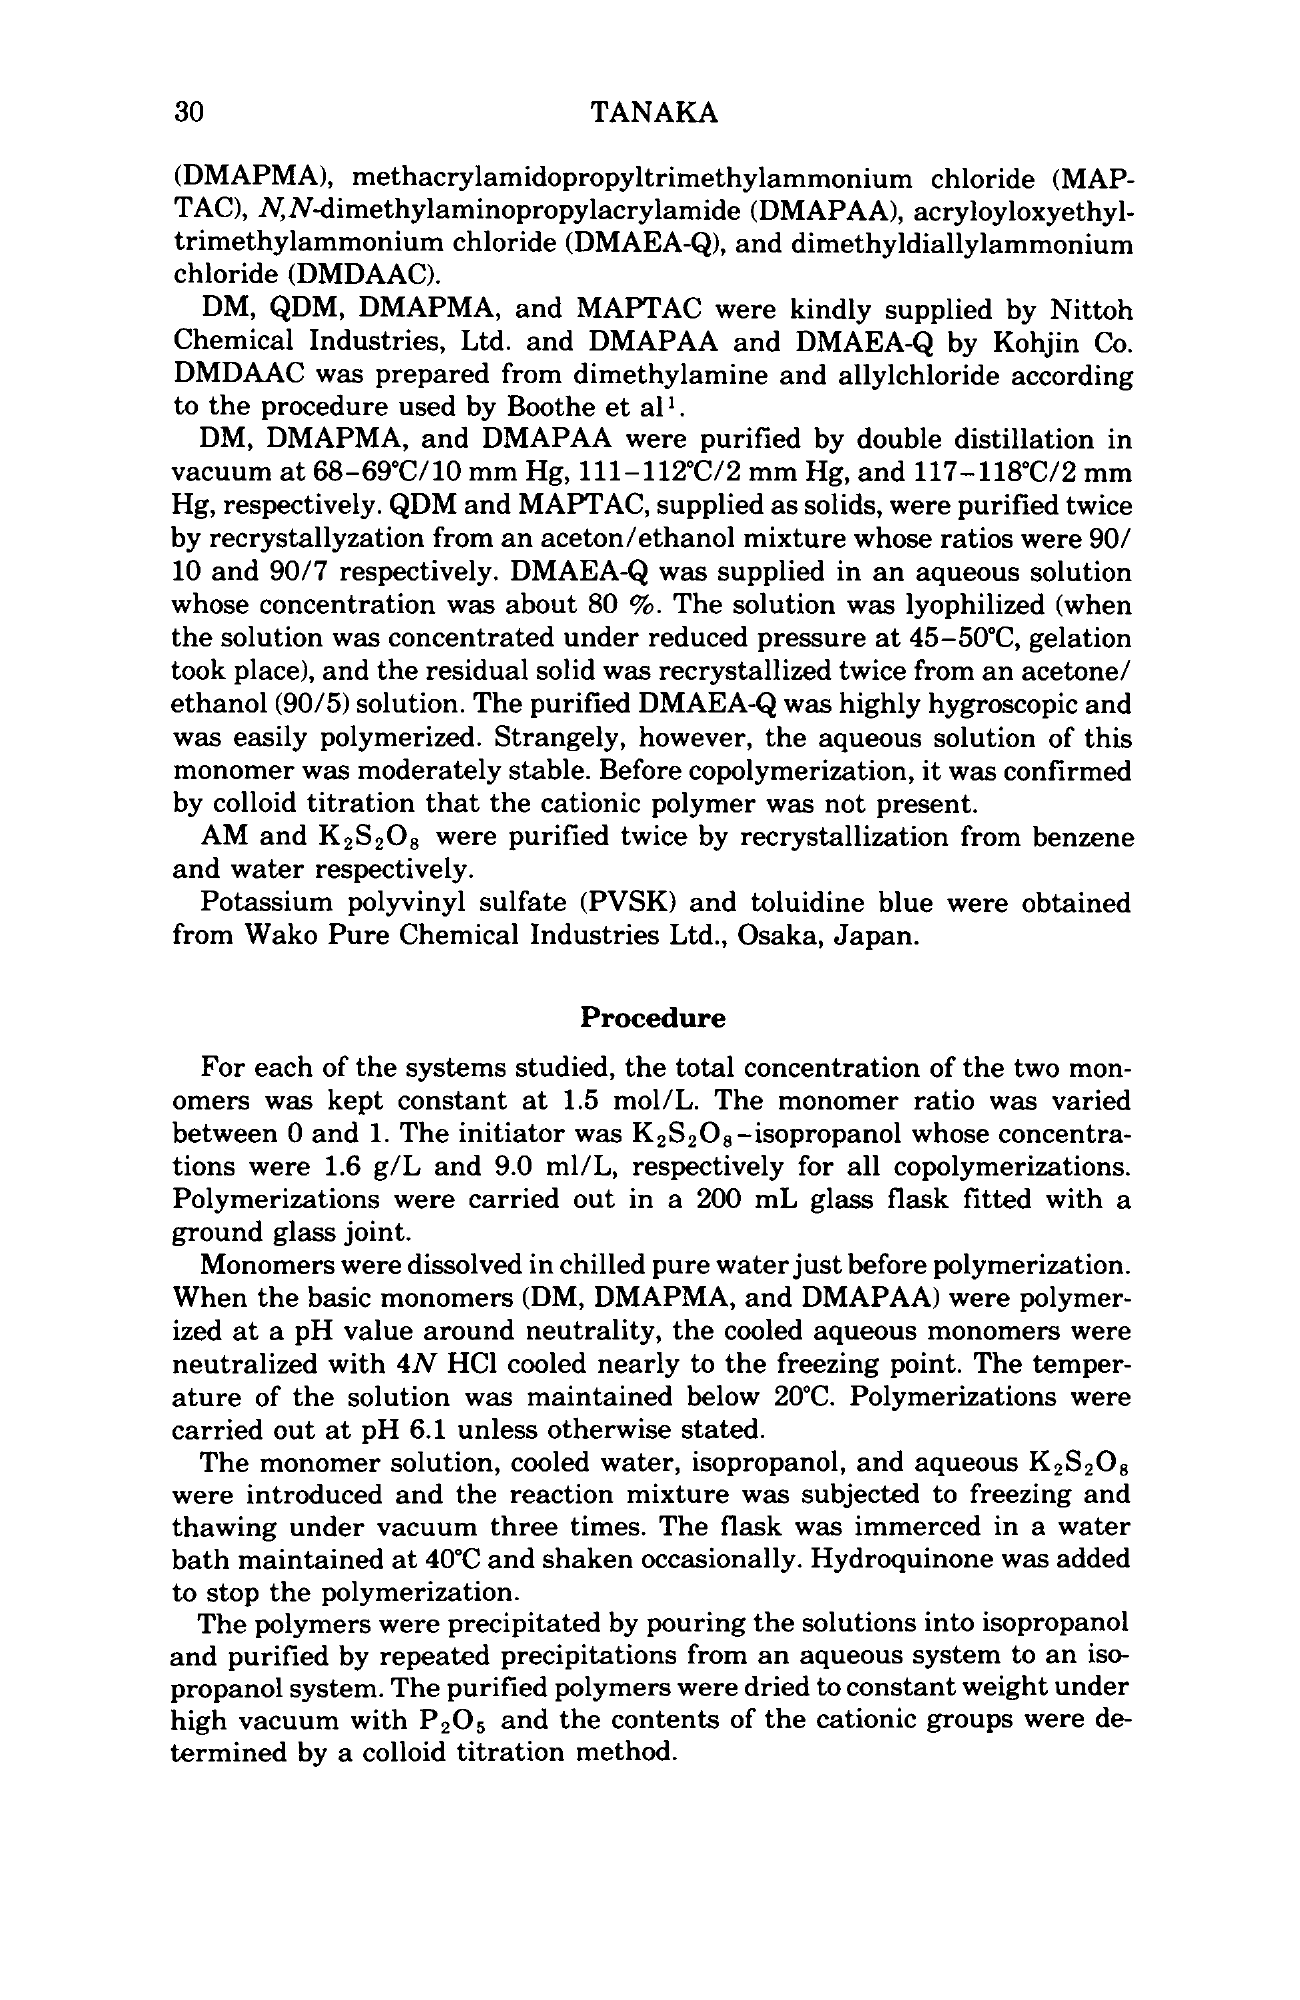 30 TANAKA
(DMAPMA), methacrylamidopropyltrimethylammonium chloride (MAP-
TAC), N,N-dimethylaminopropylacrylamide (DMAPAA), acryloyloxyethyl-
trimethylammonium chloride (DMAEA-Q), and dimethyldiallylammonium
chloride (DMDAAC).
DM, QDM, DMAPMA, and MAPTAC were kindly supplied by Nittoh
Chemical Industries, Ltd. and DMAPAA and DMAEA-Q by Kohjin Co.
DMDAAC was prepared from dimethylamine and allylchloride according
to the procedure used by Boothe et al¹.
DM, DMAPMA, and DMAPAA were purified by double distillation in
vacuum at 68–69°C/10 mm Hg, 111–112°C/2 mm Hg, and 117–118°C/2 mm
Hg, respectively. QDM and MAPTAC, supplied as solids, were purified twice
by recrystallyzation from an aceton/ethanol mixture whose ratios were 90/
10 and 90/7 respectively. DMAEA-Q was supplied in an aqueous solution
whose concentration was about 80 %. The solution was lyophilized (when
the solution was concentrated under reduced pressure at 45–50°C, gelation
took place), and the residual solid was recrystallized twice from an acetone/
ethanol (90/5) solution. The purified DMAEA-Q was highly hygroscopic and
was easily polymerized. Strangely, however, the aqueous solution of this
monomer was moderately stable. Before copolymerization, it was confirmed
by colloid titration that the cationic polymer was not present.
AM and K₂S₂O₈ were purified twice by recrystallization from benzene
and water respectively.
Potassium polyvinyl sulfate (PVSK) and toluidine blue were obtained
from Wako Pure Chemical Industries Ltd., Osaka, Japan.
Procedure
For each of the systems studied, the total concentration of the two mon-
omers was kept constant at 1.5 mol/L. The monomer ratio was varied
between 0 and 1. The initiator was K₂S₂O₈–isopropanol whose concentra-
tions were 1.6 g/L and 9.0 ml/L, respectively for all copolymerizations.
Polymerizations were carried out in a 200 mL glass flask fitted with a
ground glass joint.
Monomers were dissolved in chilled pure water just before polymerization.
When the basic monomers (DM, DMAPMA, and DMAPAA) were polymer-
ized at a pH value around neutrality, the cooled aqueous monomers were
neutralized with 4N HCl cooled nearly to the freezing point. The temper-
ature of the solution was maintained below 20°C. Polymerizations were
carried out at pH 6.1 unless otherwise stated.
The monomer solution, cooled water, isopropanol, and aqueous K₂S₂O₈
were introduced and the reaction mixture was subjected to freezing and
thawing under vacuum three times. The flask was immerced in a water
bath maintained at 40°C and shaken occasionally. Hydroquinone was added
to stop the polymerization.
The polymers were precipitated by pouring the solutions into isopropanol
and purified by repeated precipitations from an aqueous system to an iso-
propanol system. The purified polymers were dried to constant weight under
high vacuum with P₂O₅ and the contents of the cationic groups were de-
termined by a colloid titration method.